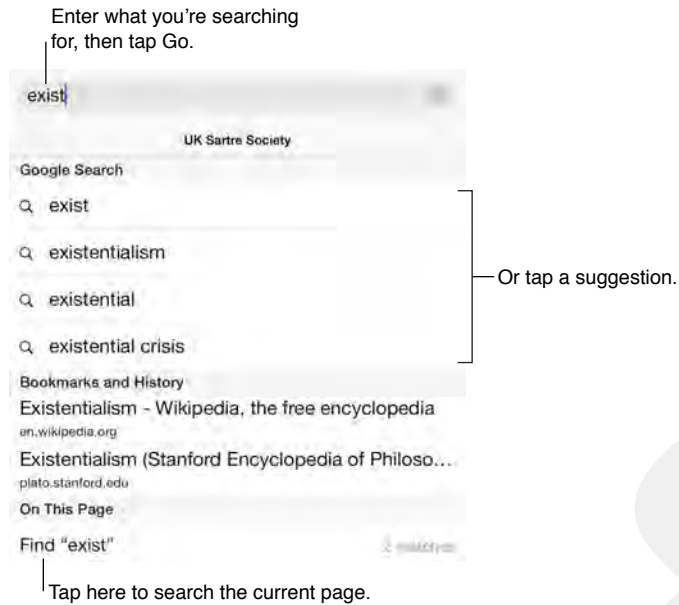 Enter what you're searching
for, then tap Go.
exist
UK Sartre Society
Google Search
exist
existentialism
existential
existential crisis
Or tap a suggestion.
Bookmarks and History
Existentialism - Wikipedia, the free encyclopedia
en.wikipedia.org
Existentialism (Stanford Encyclopedia of Philoso...
plato.stanford.edu
On This Page
Find "exist" 2 matches
Tap here to search the current page.